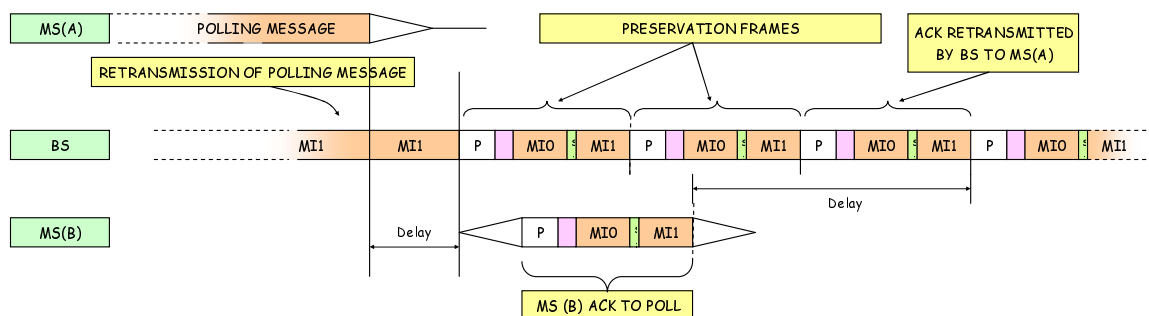 MS(A)
POLLING MESSAGE
PRESERVATION FRAMES
ACK RETRANSMITTED
BY BS TO MS(A)
RETRANSMISSION OF POLLING MESSAGE
BS
MI1
MI1
P
MI0
MI1
P
MI0
MI1
P
MI0
MI1
P
MI0
MI1
Delay
MS(B)
Delay
P
MI0
MI1
MS (B) ACK TO POLL